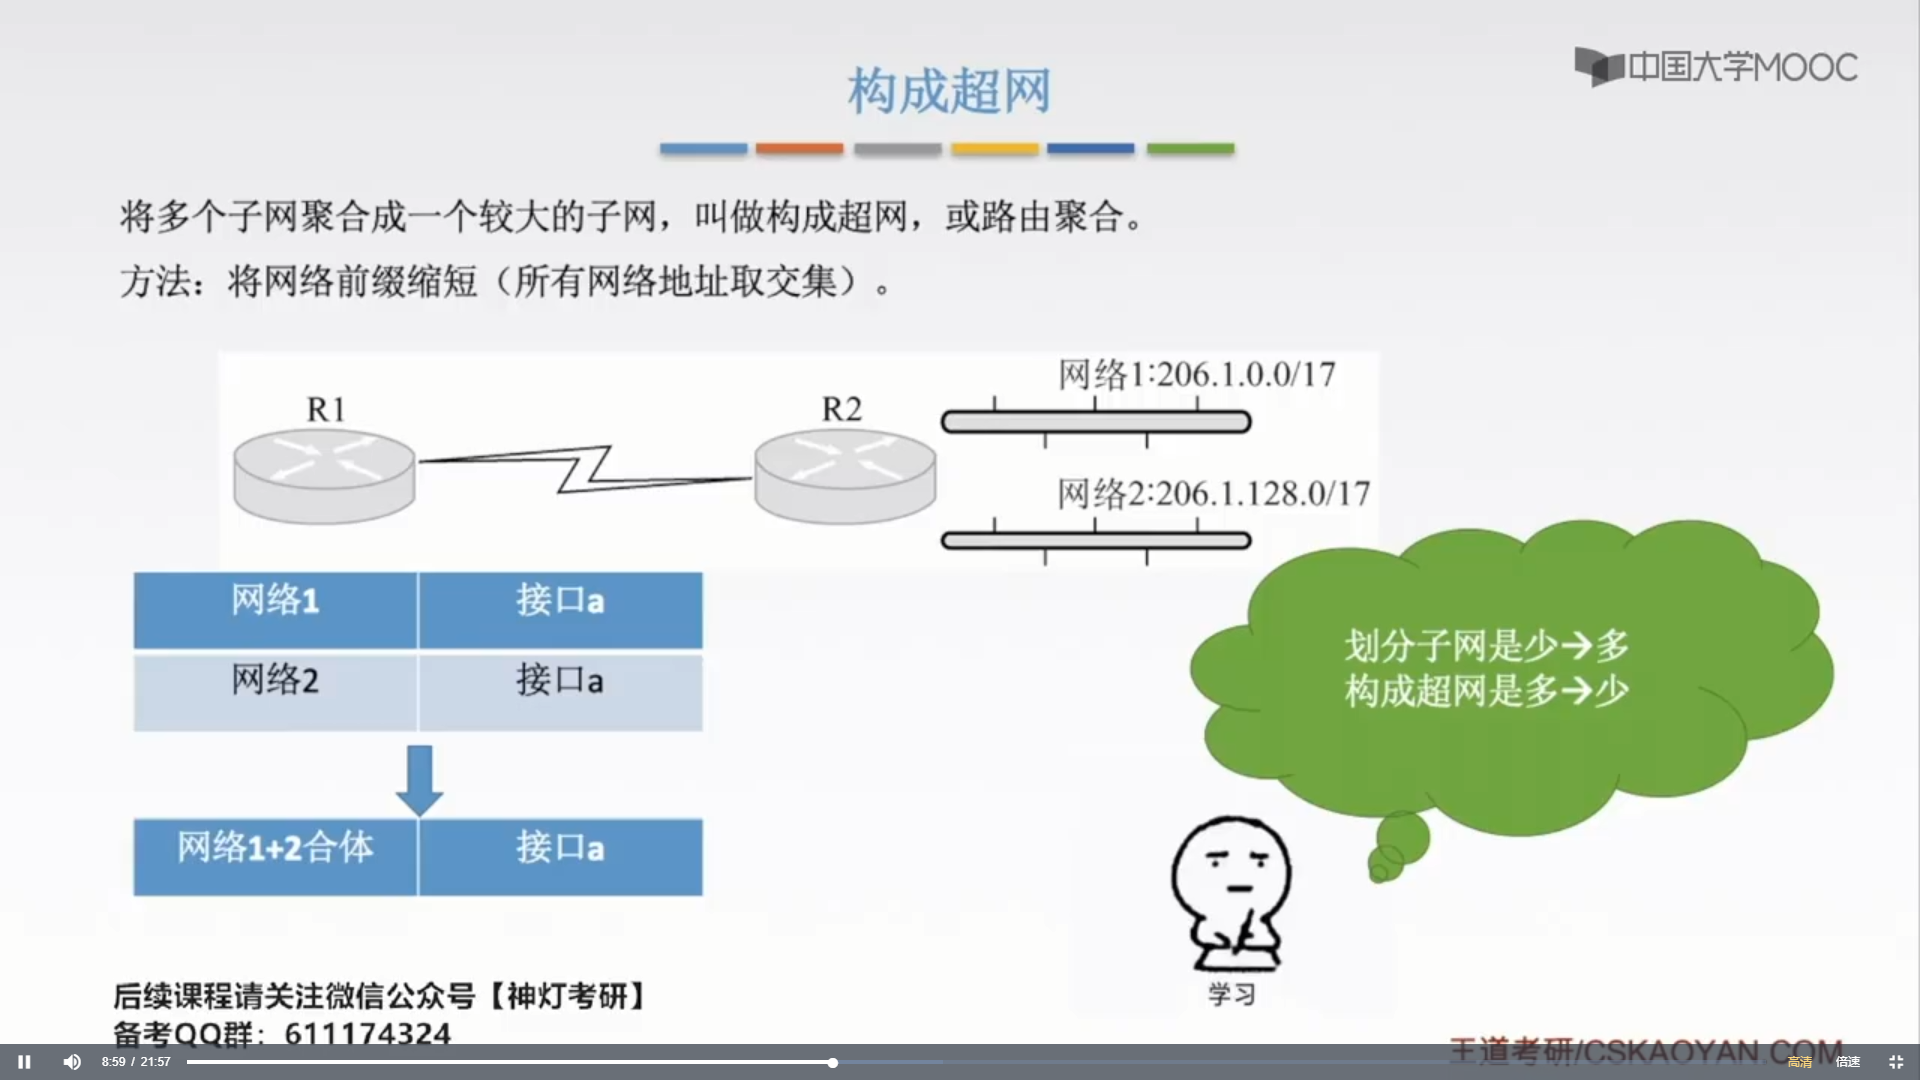 中国大学MOOC
构成超网
将多个子网聚合成一个较大的子网，叫做构成超网，或路由聚合。
方法：将网络前缀缩短（所有网络地址取交集）。
网络1:206.1.0.0/17
R1
R2
网络2:206.1.128.0/17
网络1 接口a
网络2 接口a
网络1+2合体 接口a
划分子网是少→多
构成超网是多→少
学习
后续课程请关注微信公众号【神灯考研】
备考QQ群：611174324
王道考研/CSKAOYAN.COM
8:59 / 21:57
高清 倍速